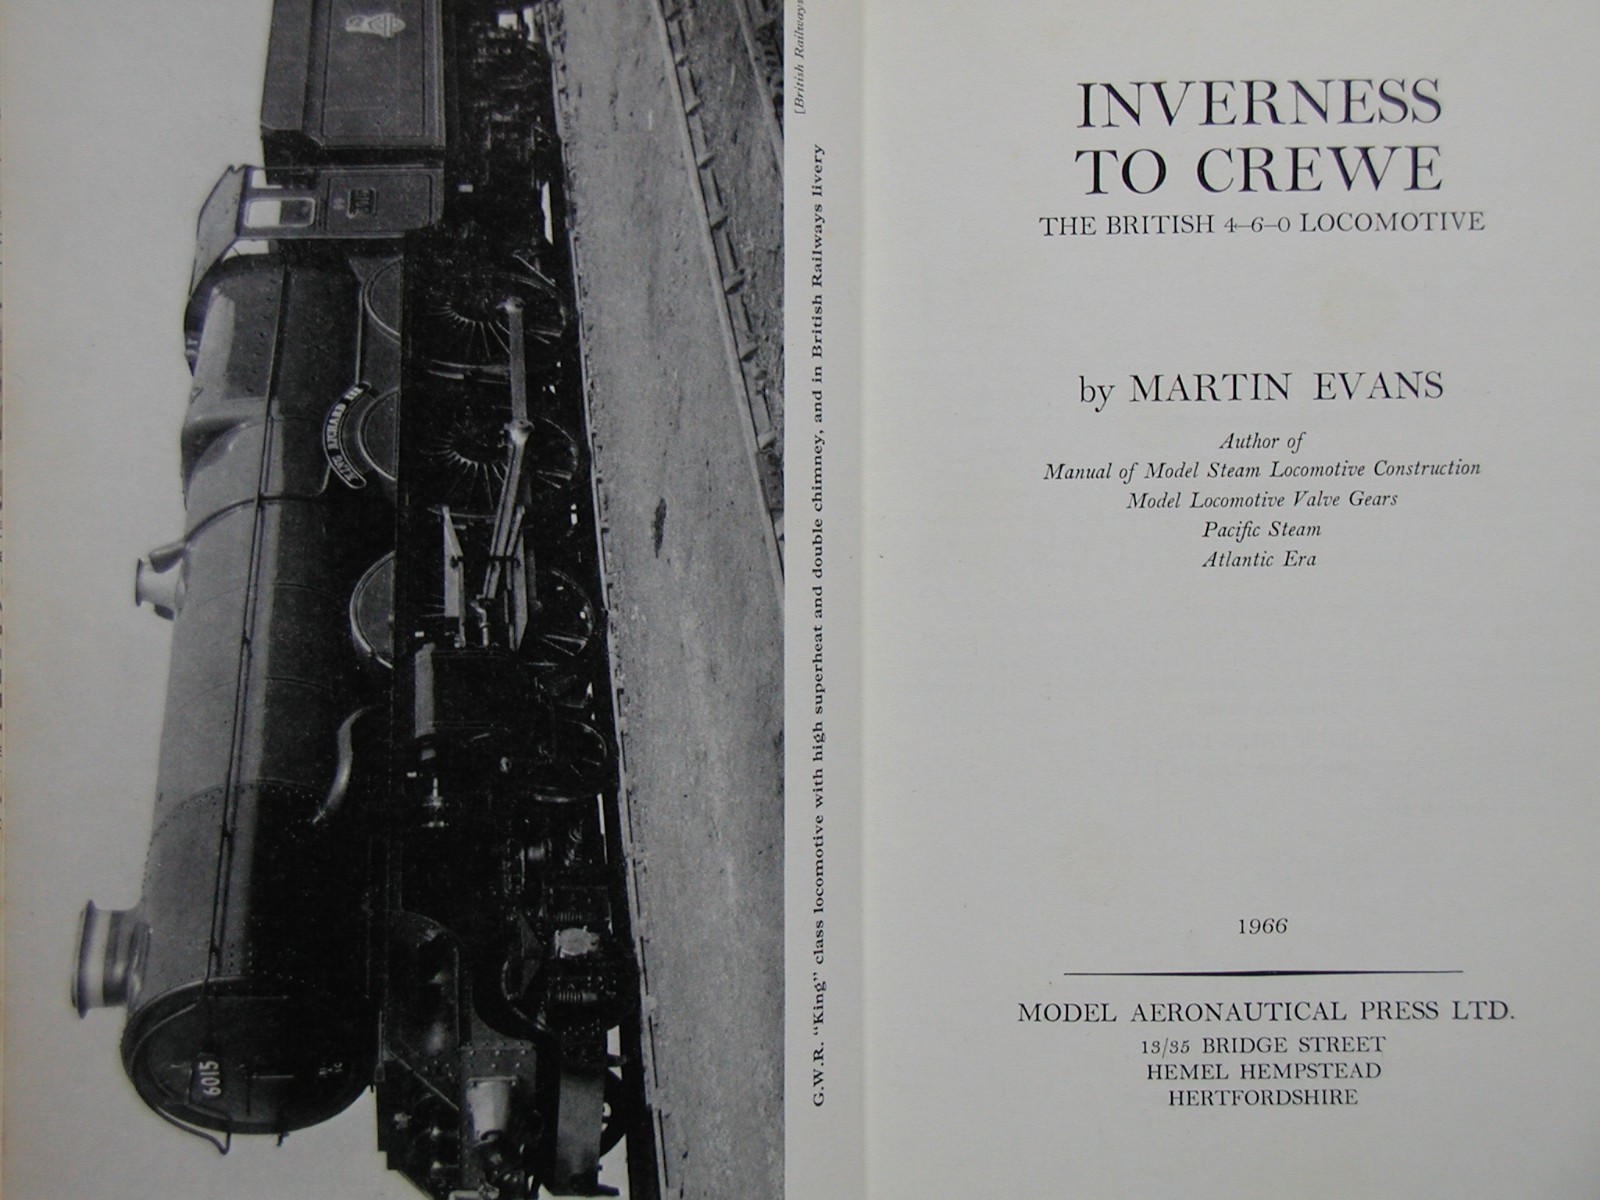 [British Railways
G.W.R. “King” class locomotive with high superheat and double chimney, and in British Railways livery
6015
KING RICHARD III
INVERNESS
TO CREWE
THE BRITISH 4–6–0 LOCOMOTIVE
by MARTIN EVANS
Author of
Manual of Model Steam Locomotive Construction
Model Locomotive Valve Gears
Pacific Steam
Atlantic Era
1966
MODEL AERONAUTICAL PRESS LTD.
13/35 BRIDGE STREET
HEMEL HEMPSTEAD
HERTFORDSHIRE